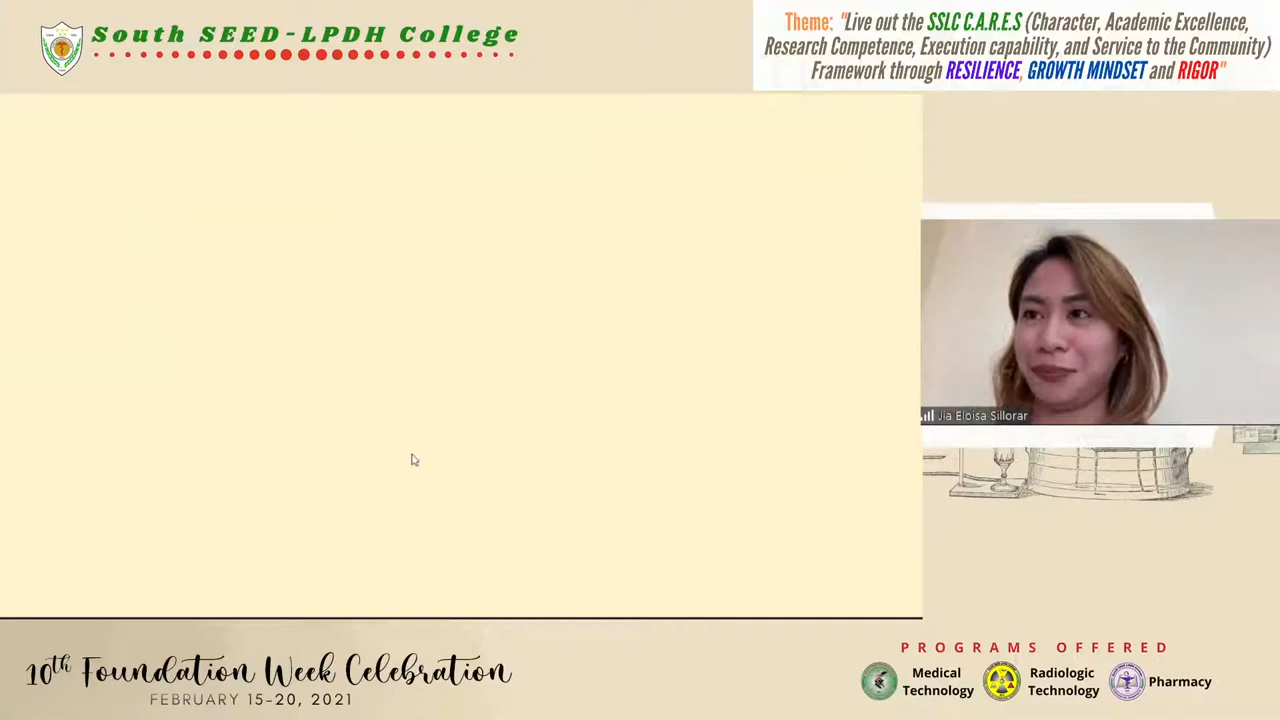 South SEED-LPDH College
Theme: "Live out the SSLC C.A.R.E.S (Character, Academic Excellence,
Research Competence, Execution capability, and Service to the Community)
Framework through RESILIENCE, GROWTH MINDSET and RIGOR"
Jia Eloisa Sillorar
10th Foundation Week Celebration
FEBRUARY 15-20, 2021
PROGRAMS OFFERED
Medical
Technology
Radiologic
Technology
Pharmacy